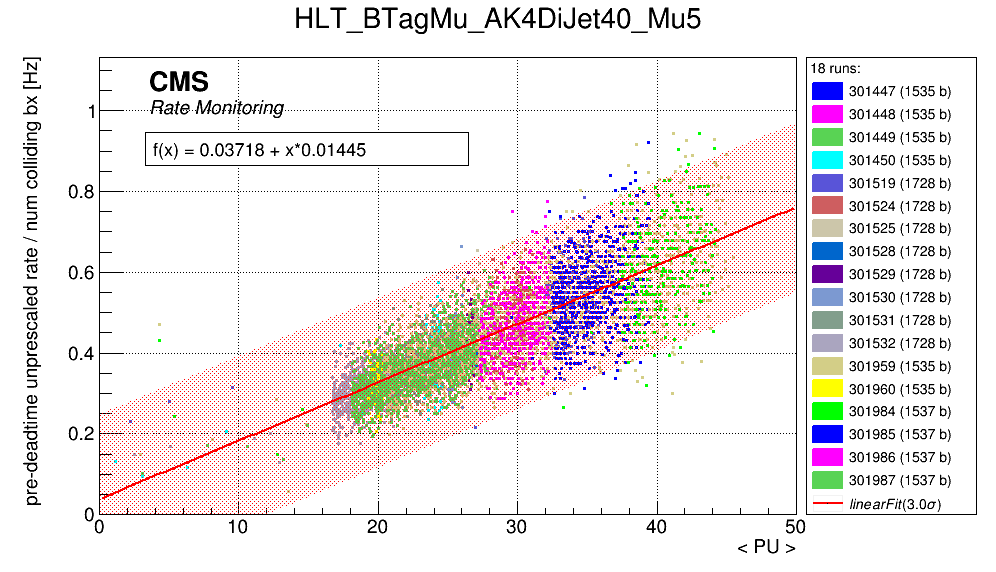 HLT_BTagMu_AK4DiJet40_Mu5
pre-deadtime unprescaled rate / num colliding bx [Hz]
CMS
Rate Monitoring
f(x) = 0.03718 + x*0.01445
1
0.8
0.6
0.4
0.2
0
0 10 20 30 40 50
< PU >
18 runs:
301447 (1535 b)
301448 (1535 b)
301449 (1535 b)
301450 (1535 b)
301519 (1728 b)
301524 (1728 b)
301525 (1728 b)
301528 (1728 b)
301529 (1728 b)
301530 (1728 b)
301531 (1728 b)
301532 (1728 b)
301959 (1535 b)
301960 (1535 b)
301984 (1537 b)
301985 (1537 b)
301986 (1537 b)
301987 (1537 b)
linearFit(3.0σ)